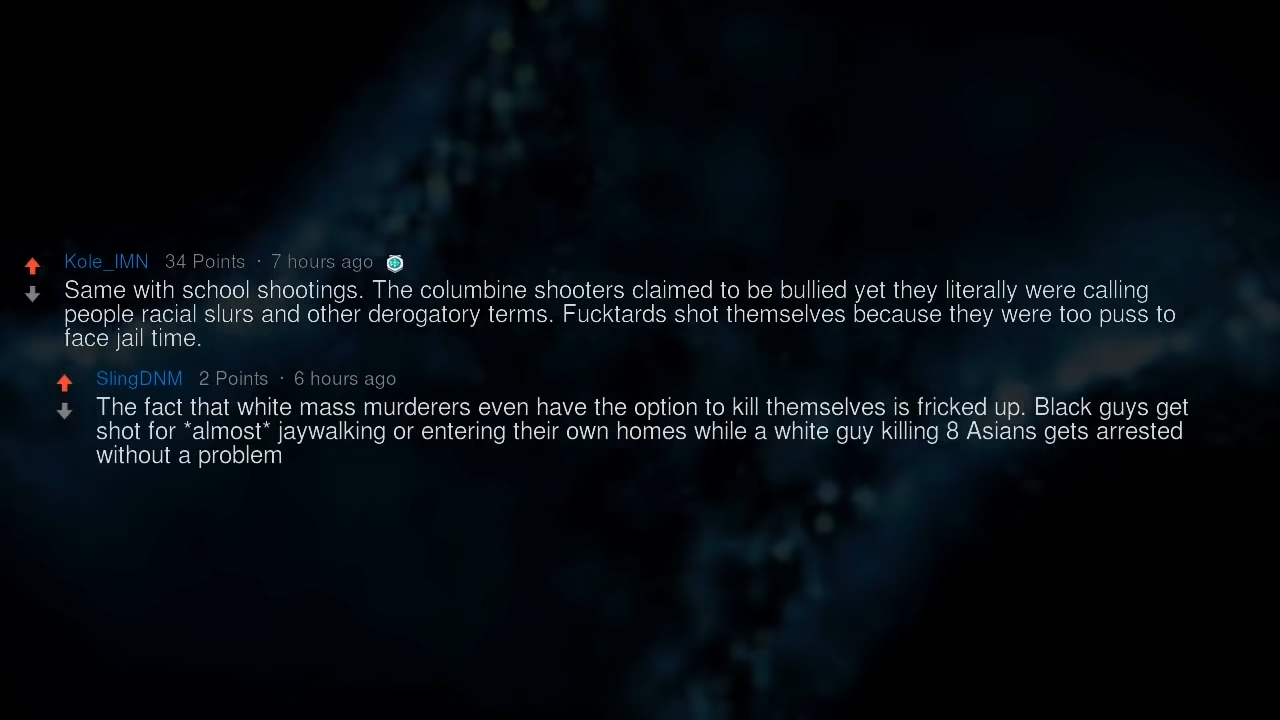 Kole_IMN 34 Points · 7 hours ago
Same with school shootings. The columbine shooters claimed to be bullied yet they literally were calling
people racial slurs and other derogatory terms. Fucktards shot themselves because they were too puss to
face jail time.
SlingDNM 2 Points · 6 hours ago
The fact that white mass murderers even have the option to kill themselves is fricked up. Black guys get
shot for *almost* jaywalking or entering their own homes while a white guy killing 8 Asians gets arrested
without a problem